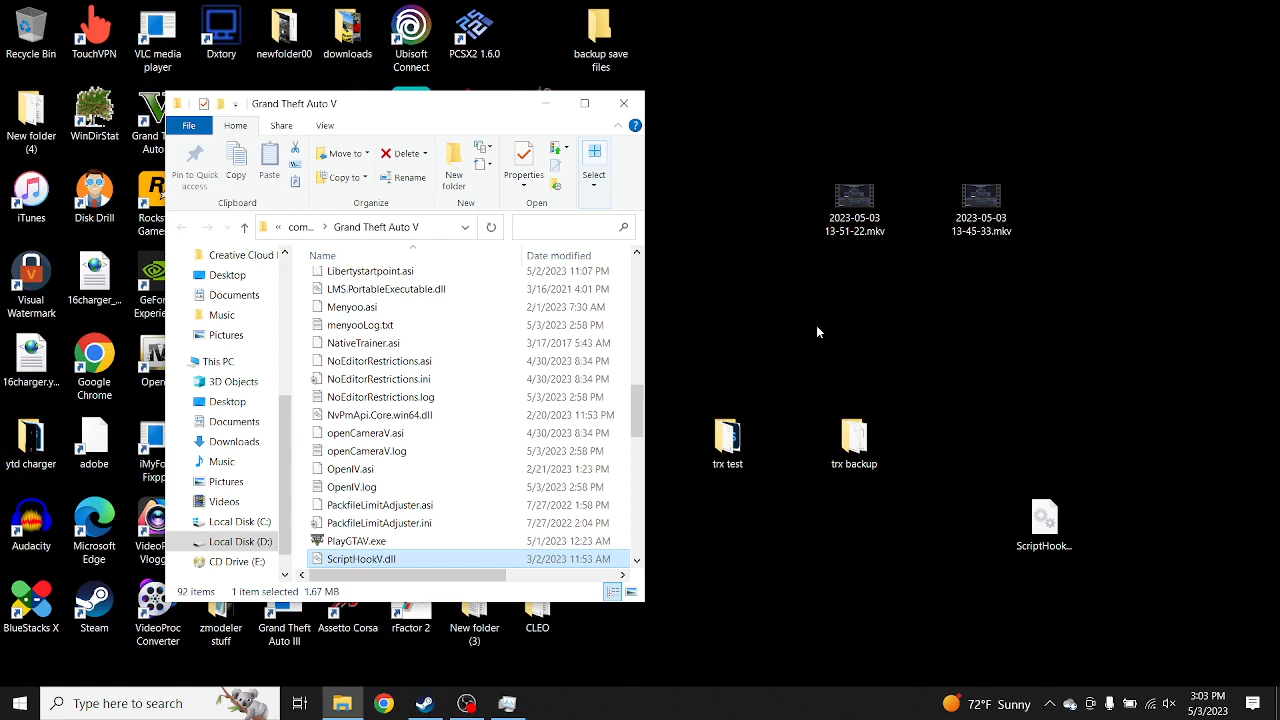 Recycle Bin
TouchVPN
VLC media
player
Dxtory
newfolder00
downloads
Ubisoft
Connect
PCSX2 1.6.0
backup save
files
Grand Theft Auto V
File
Home
Share
View
Pin to Quick
access
Copy
Paste
Move to
Copy to
Delete
Rename
New
folder
Properties
Select
Clipboard
Organize
New
Open
« com... > Grand Theft Auto V
Name
Date modified
Creative Cloud
Desktop
Documents
Music
Pictures
This PC
3D Objects
Desktop
Documents
Downloads
Music
Pictures
Videos
Local Disk (C:)
Local Disk (D:)
CD Drive (E:)
Libertystartpoint.asi 5/2/2023 11:07 PM
LMS.PortableExecutable.dll 3/16/2021 4:01 PM
Menyoo.asi 2/1/2023 7:30 AM
menyooLog.txt 5/3/2023 2:58 PM
NativeTrainer.asi 3/17/2017 5:43 AM
NoEditorRestrictions.asi 4/30/2023 8:34 PM
NoEditorRestrictions.ini 4/30/2023 8:34 PM
NoEditorRestrictions.log 5/3/2023 2:58 PM
NvPmApi.Core.win64.dll 2/20/2023 11:53 PM
openCameraV.asi 4/30/2023 8:34 PM
openCameraV.log 5/3/2023 2:58 PM
OpenIV.asi 2/21/2023 1:23 PM
OpenIV.log 5/3/2023 2:58 PM
PackfileLimitAdjuster.asi 7/27/2022 1:58 PM
PackfileLimitAdjuster.ini 7/27/2022 2:04 PM
PlayGTAV.exe 5/1/2023 12:23 AM
ScriptHookV.dll 3/2/2023 11:53 AM
92 items 1 item selected 1.67 MB
New folder
(4)
WinDirStat
Grand T
Auto
iTunes
Disk Drill
Rocks
Games
Visual
Watermark
16charger_...
GeFor
Experie
16charger.y...
Google
Chrome
Open
ytd charger
adobe
iMyFo
Fixpp
Audacity
Microsoft
Edge
VideoP
Vlogg
BlueStacks X
Steam
VideoProc
Converter
zmodeler
stuff
Grand Theft
Auto III
Assetto Corsa
rFactor 2
New folder
(3)
CLEO
2023-05-03
13-51-22.mkv
2023-05-03
13-45-33.mkv
trx test
trx backup
ScriptHook...
Type here to search
72°F Sunny
3:03 PM
5/3/2023